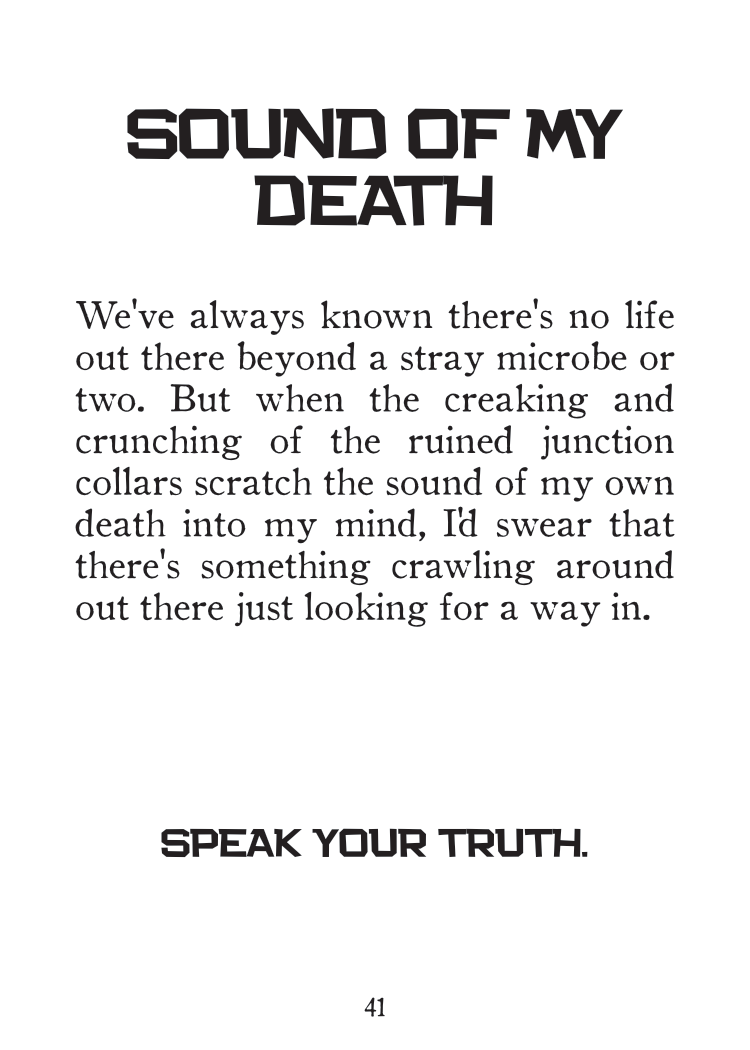 SOUND OF MY
DEATH
We've always known there's no life
out there beyond a stray microbe or
two. But when the creaking and
crunching of the ruined junction
collars scratch the sound of my own
death into my mind, I'd swear that
there's something crawling around
out there just looking for a way in.
SPEAK YOUR TRUTH.
41